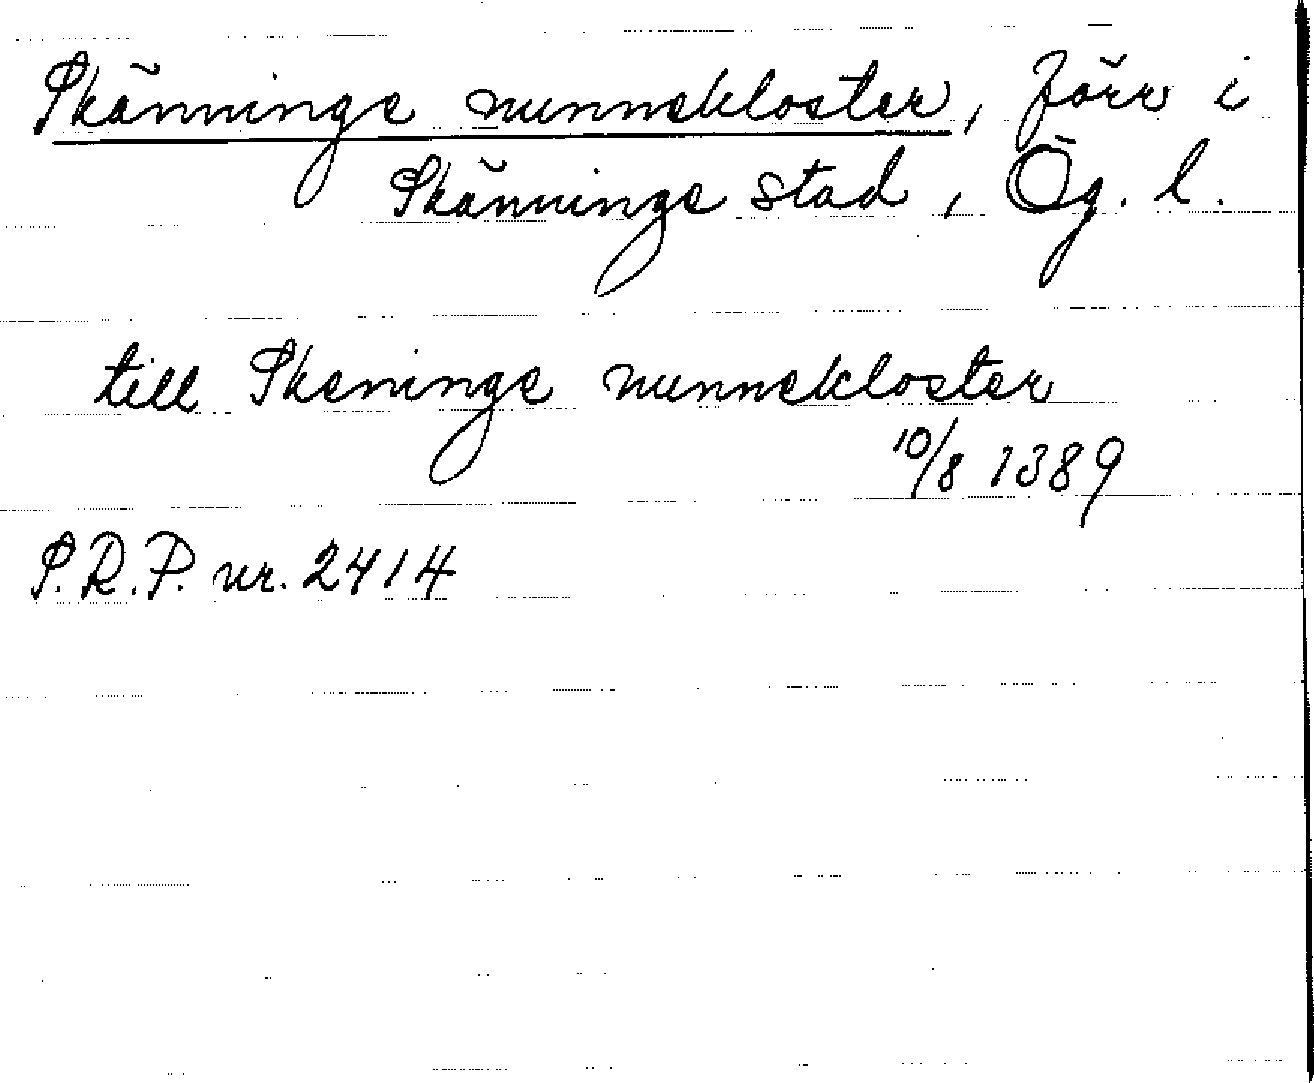 Skänninge nunnekloster, förr i
Skänninge stad, Ög. l.
till Skeninge nunnekloster
10/8 1389
S.R.P. nr. 2414